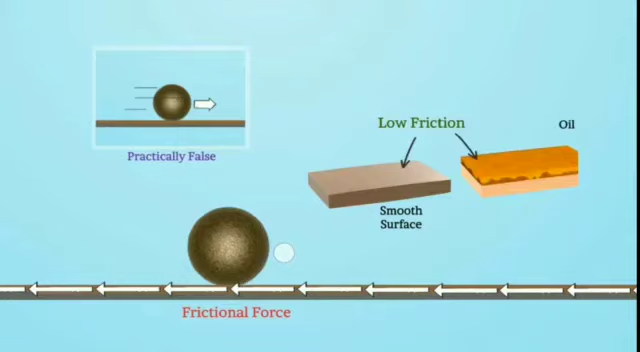 Low Friction
Oil
Practically False
Smooth
Surface
Frictional Force